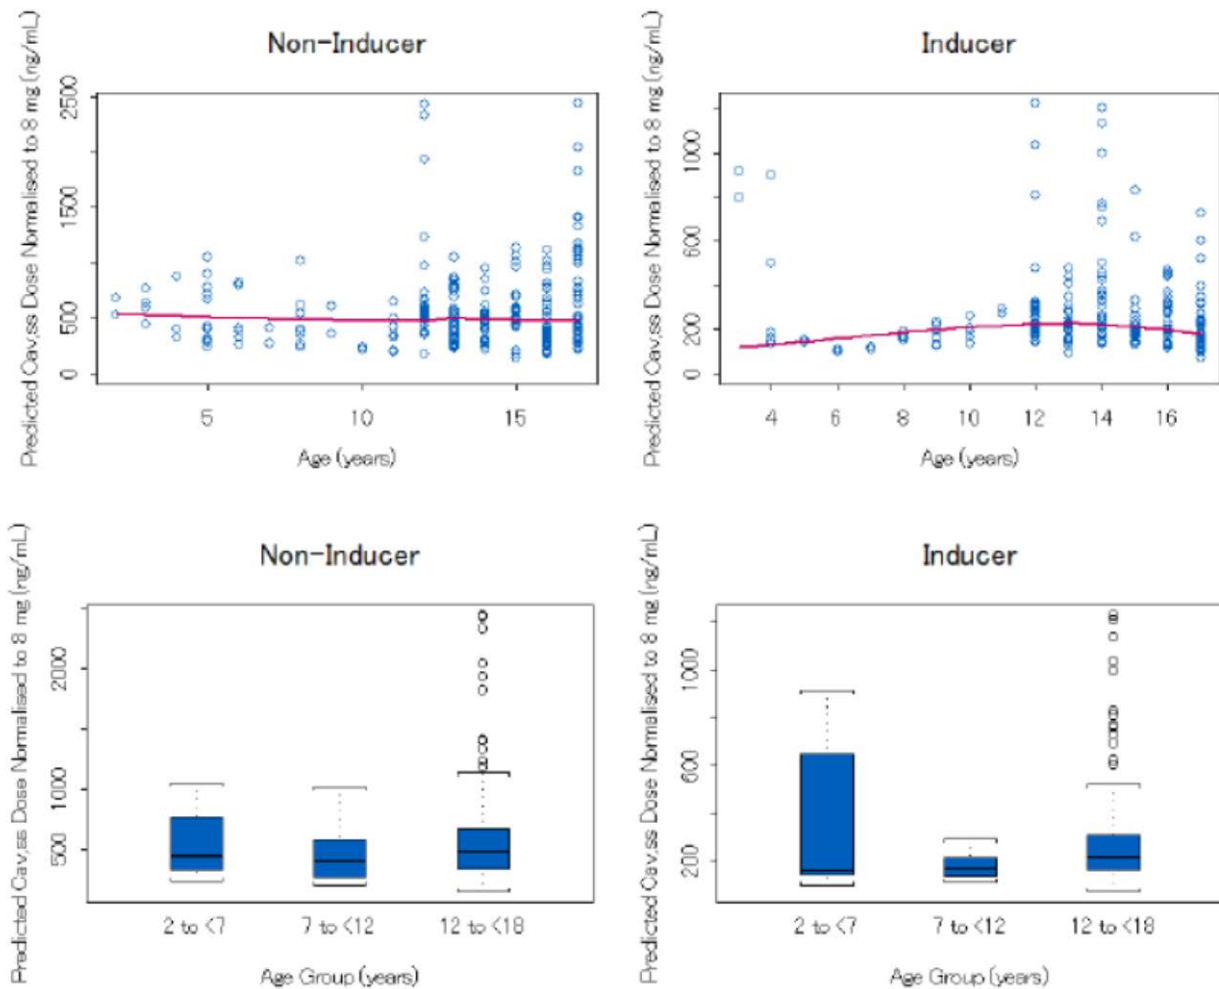 Non-Inducer
Predicted Cav,ss Dose Normalised to 8 mg (ng/mL)
2500
1500
500
0
5 10 15
Age (years)
Inducer
Predicted Cav,ss Dose Normalised to 8 mg (ng/mL)
1000
600
200
0
4 6 8 10 12 14 16
Age (years)
Non-Inducer
Predicted Cav,ss Dose Normalised to 8 mg (ng/mL)
2000
1000
500
2 to <7 7 to <12 12 to <18
Age Group (years)
Inducer
Predicted Cav,ss Dose Normalised to 8 mg (ng/mL)
1000
600
200
2 to <7 7 to <12 12 to <18
Age Group (years)